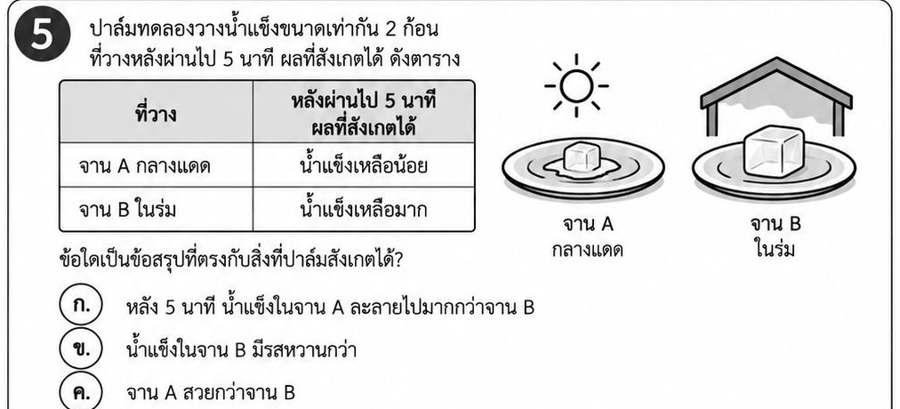 5
ปาล์มทดลองวางน้ำแข็งขนาดเท่ากัน 2 ก้อน
ที่วางหลังผ่านไป 5 นาที ผลที่สังเกตได้ ดังตาราง
ที่วาง
หลังผ่านไป 5 นาที
ผลที่สังเกตได้
จาน A กลางแดด
น้ำแข็งเหลือน้อย
จาน B ในร่ม
น้ำแข็งเหลือมาก
จาน A
กลางแดด
จาน B
ในร่ม
ข้อใดเป็นข้อสรุปที่ตรงกับสิ่งที่ปาล์มสังเกตได้?
ก. หลัง 5 นาที น้ำแข็งในจาน A ละลายไปมากกว่าจาน B
ข. น้ำแข็งในจาน B มีรสหวานกว่า
ค. จาน A สวยกว่าจาน B